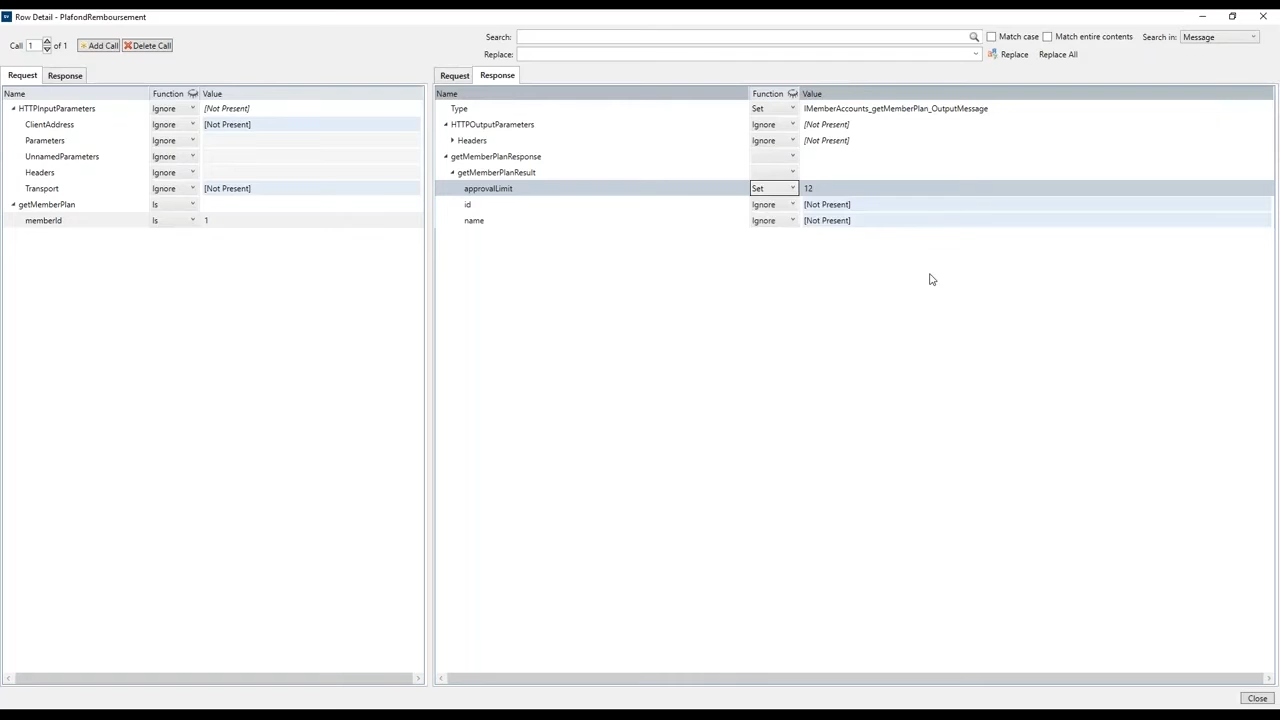 SV Row Detail - PlafondRemboursement
Call 1 of 1 Add Call Delete Call
Search: Match case Match entire contents Search in: Message
Replace: Replace Replace All
Request Response
Name Function Value
HTTPInputParameters Ignore [Not Present]
ClientAddress Ignore [Not Present]
Parameters Ignore
UnnamedParameters Ignore
Headers Ignore
Transport Ignore [Not Present]
getMemberPlan Is
memberId Is 1
Request Response
Name Function Value
Type Set IMemberAccounts_getMemberPlan_OutputMessage
HTTPOutputParameters Ignore [Not Present]
Headers Ignore [Not Present]
getMemberPlanResponse
getMemberPlanResult
approvalLimit Set 12
id Ignore [Not Present]
name Ignore [Not Present]
Close